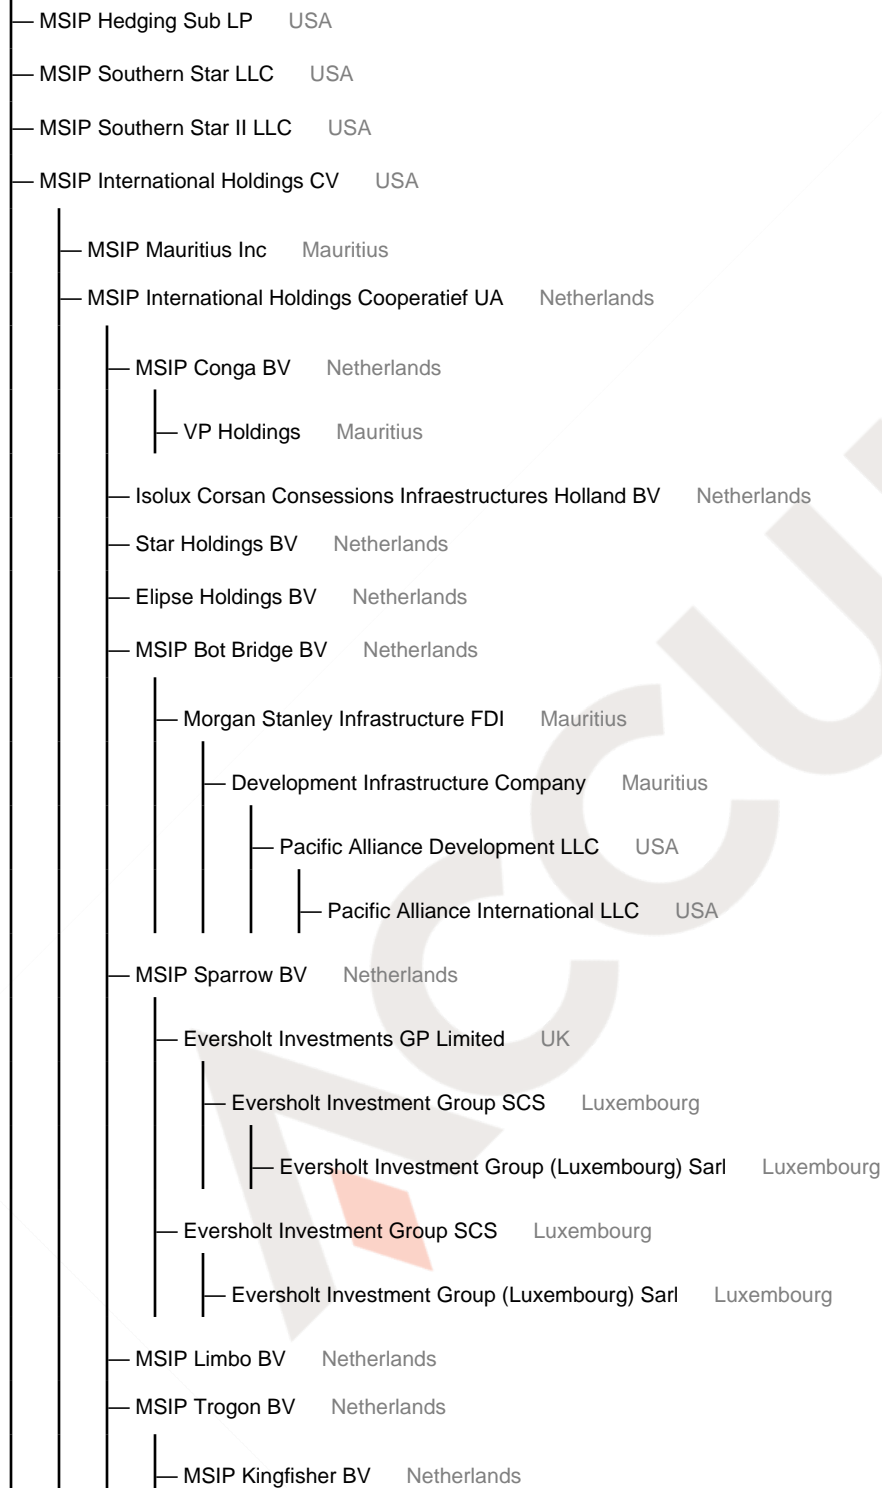 MSIP Hedging Sub LP USA
MSIP Southern Star LLC USA
MSIP Southern Star II LLC USA
MSIP International Holdings CV USA
MSIP Mauritius Inc Mauritius
MSIP International Holdings Cooperatief UA Netherlands
MSIP Conga BV Netherlands
VP Holdings Mauritius
Isolux Corsan Consessions Infraestructures Holland BV Netherlands
Star Holdings BV Netherlands
Elipse Holdings BV Netherlands
MSIP Bot Bridge BV Netherlands
Morgan Stanley Infrastructure FDI Mauritius
Development Infrastructure Company Mauritius
Pacific Alliance Development LLC USA
Pacific Alliance International LLC USA
MSIP Sparrow BV Netherlands
Eversholt Investments GP Limited UK
Eversholt Investment Group SCS Luxembourg
Eversholt Investment Group (Luxembourg) Sarl Luxembourg
Eversholt Investment Group SCS Luxembourg
Eversholt Investment Group (Luxembourg) Sarl Luxembourg
MSIP Limbo BV Netherlands
MSIP Trogon BV Netherlands
MSIP Kingfisher BV Netherlands